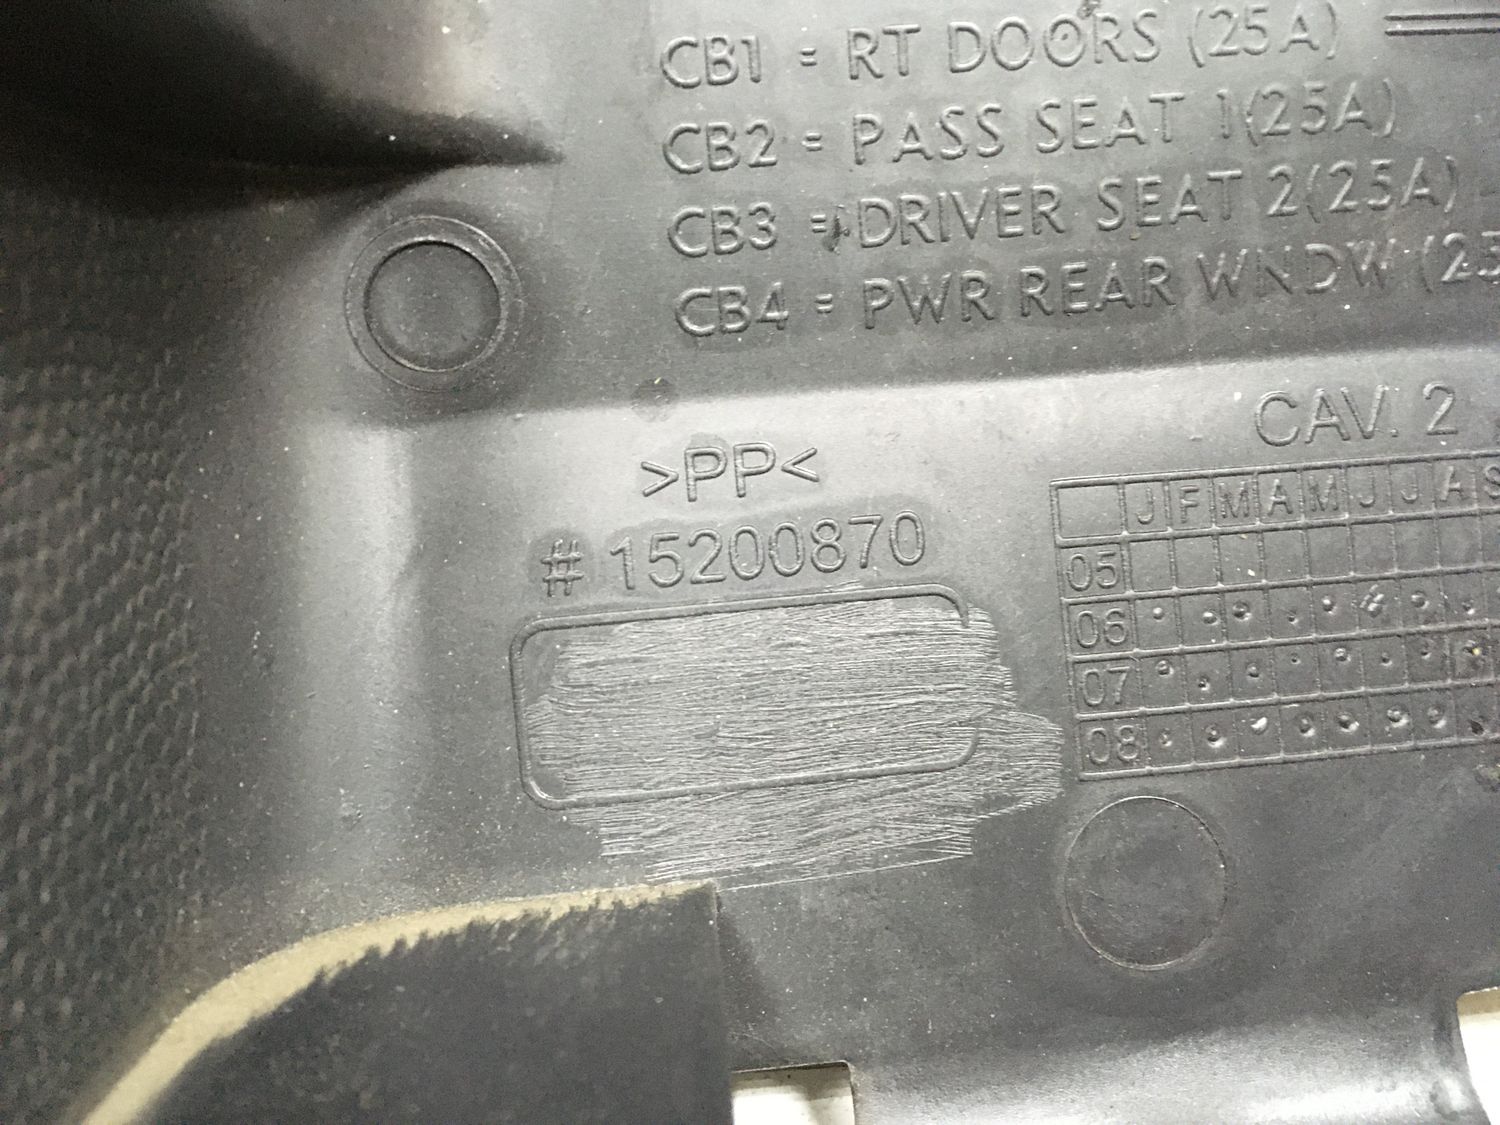 CB1 = RT DOORS (25A)
CB2 = PASS SEAT 1(25A)
CB3 = DRIVER SEAT 2(25A)
CB4 = PWR REAR WNDW (25
CAV. 2
>PP<
# 15200870
J F M A M J J A S
05
06
07
08